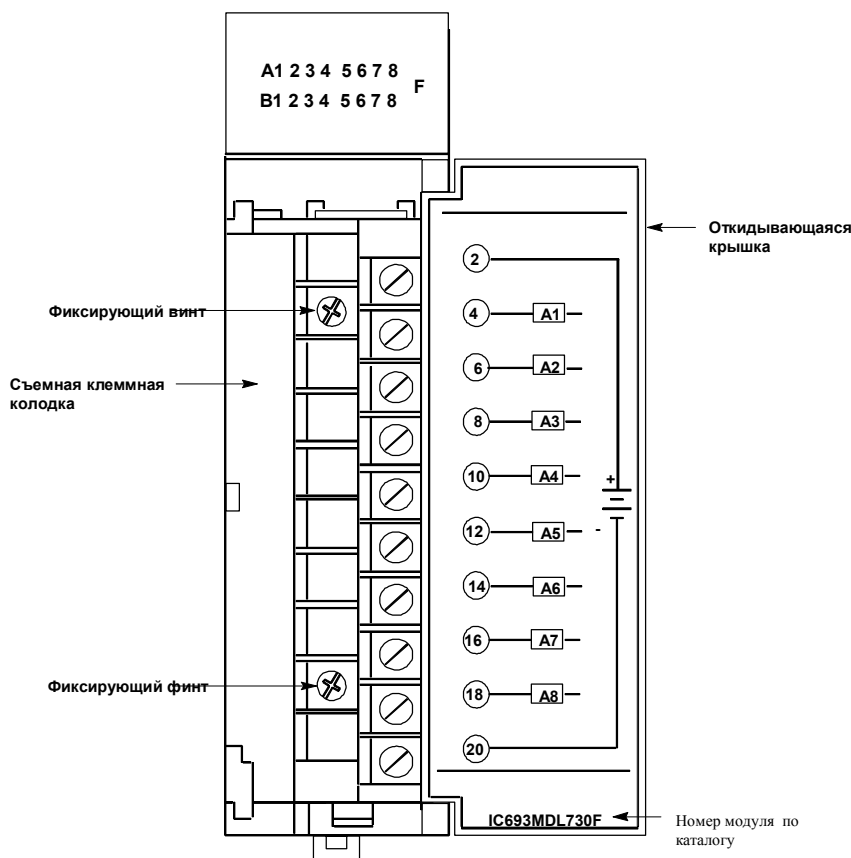 A1 2 3 4 5 6 7 8
F
B1 2 3 4 5 6 7 8
Откидывающаяся
крышка
2
Фиксирующий винт
4 A1
Съемная клеммная
колодка
6 A2
8 A3
10 A4
+
12 A5
-
14 A6
16 A7
Фиксирующий финт
18 A8
20
IC693MDL730F
Номер модуля по
каталогу